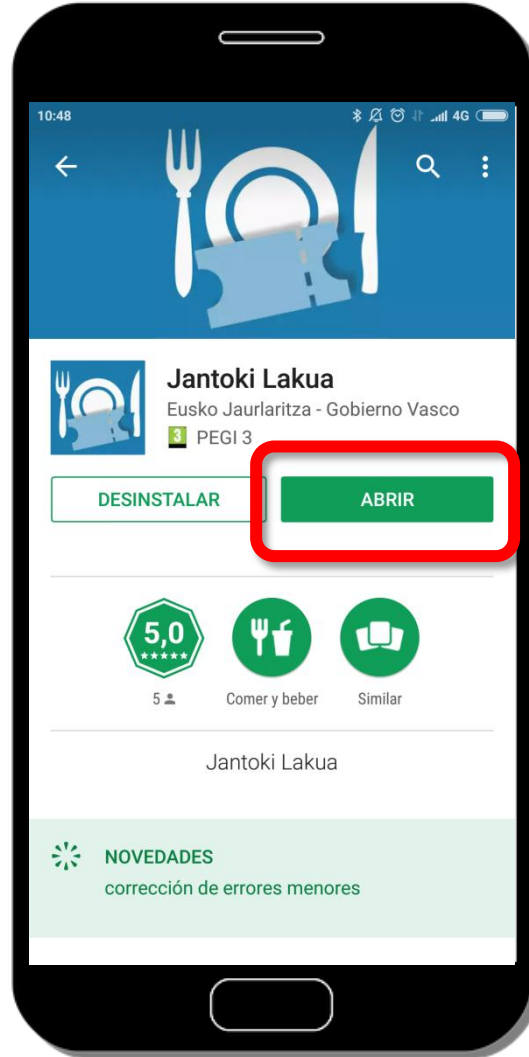 10:48 4G
Jantoki Lakua
Eusko Jaurlaritza - Gobierno Vasco
3 PEGI 3
DESINSTALAR ABRIR
5,0
5 Comer y beber Similar
Jantoki Lakua
NOVEDADES
corrección de errores menores